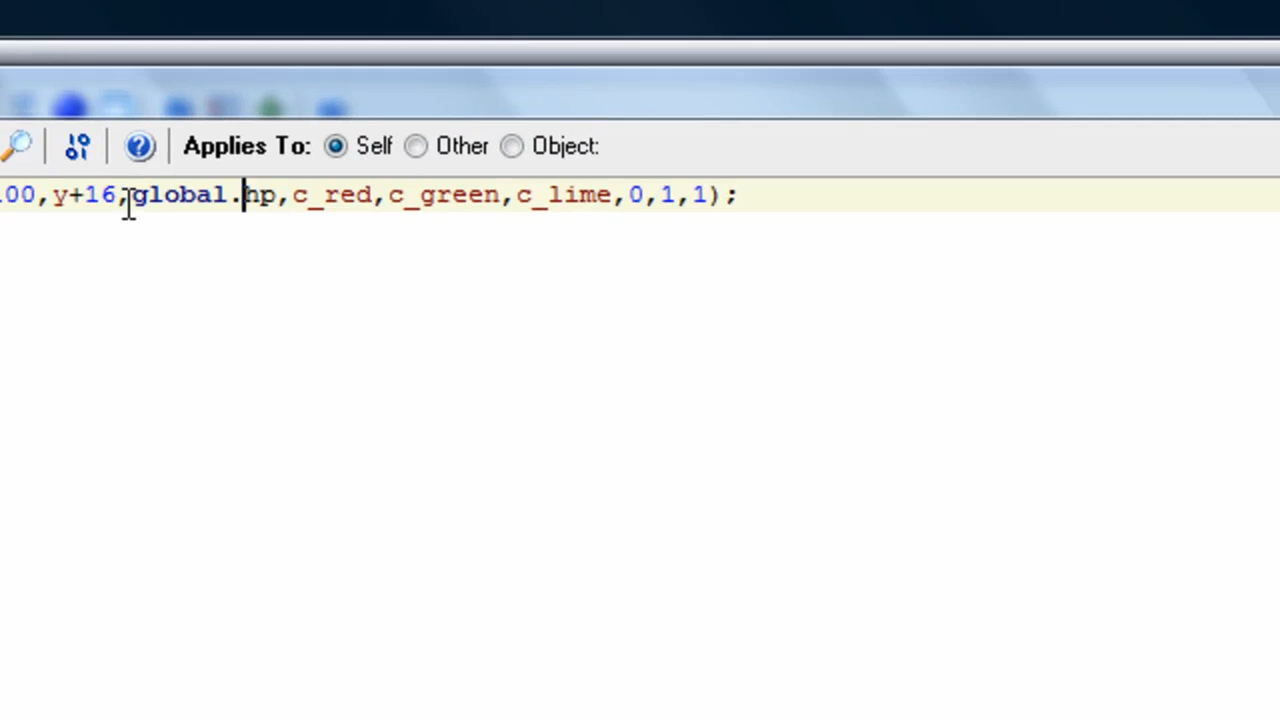 Applies To: Self Other Object:
00,y+16,global.hp,c_red,c_green,c_lime,0,1,1);